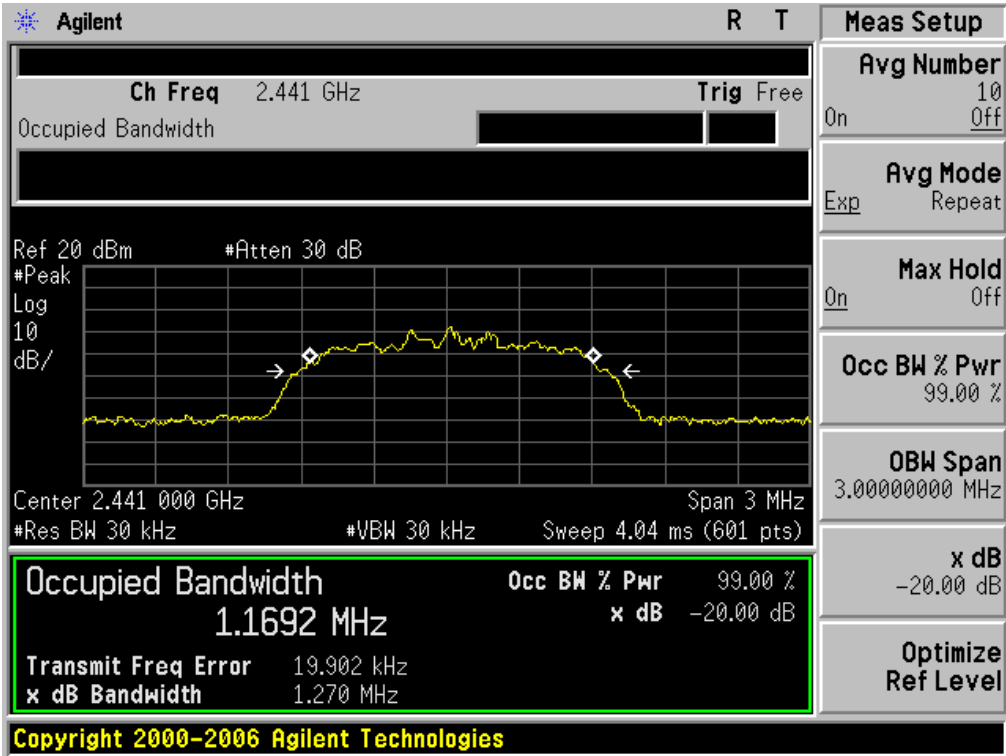 Agilent R T
Ch Freq 2.441 GHz Trig Free
Occupied Bandwidth
Ref 20 dBm #Atten 30 dB
#Peak
Log
10
dB/
Center 2.441 000 GHz Span 3 MHz
#Res BW 30 kHz #VBW 30 kHz Sweep 4.04 ms (601 pts)
Occupied Bandwidth Occ BW % Pwr 99.00 %
1.1692 MHz x dB -20.00 dB
Transmit Freq Error 19.902 kHz
x dB Bandwidth 1.270 MHz
Copyright 2000-2006 Agilent Technologies
Meas Setup
Avg Number
10
On Off
Avg Mode
Exp Repeat
Max Hold
On Off
Occ BW % Pwr
99.00 %
OBW Span
3.00000000 MHz
x dB
-20.00 dB
Optimize
Ref Level